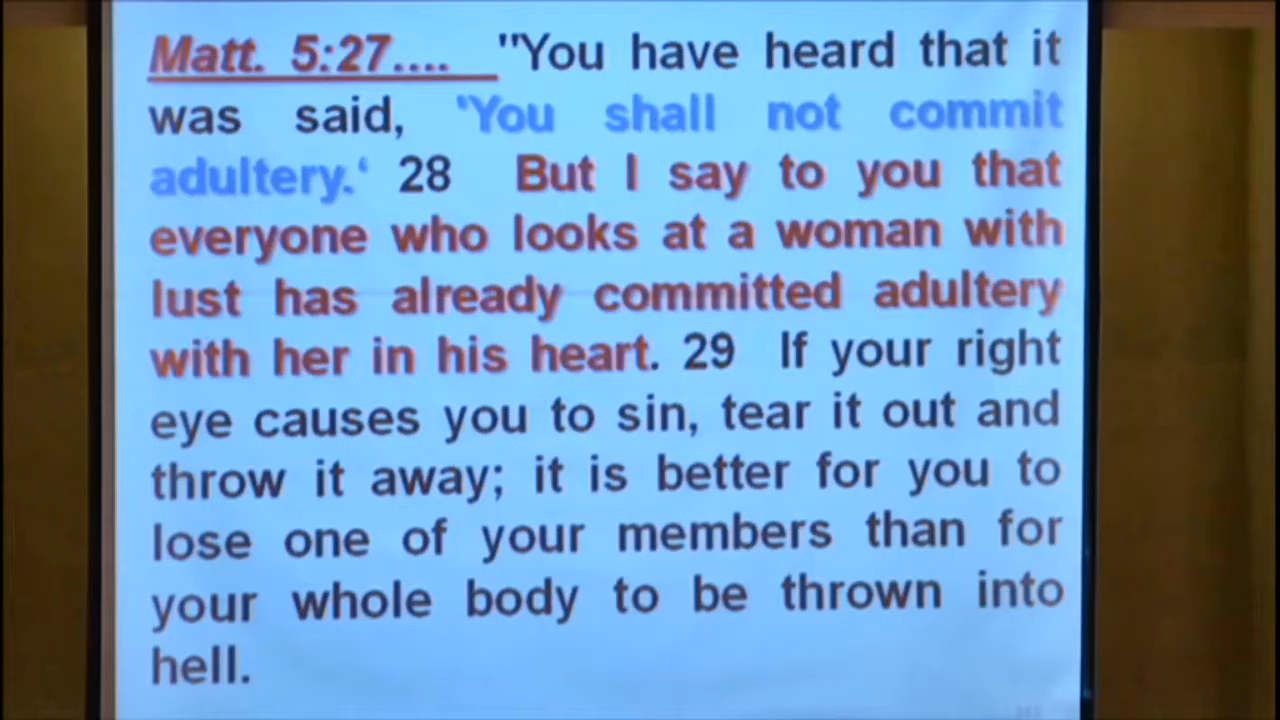 Matt. 5:27.... "You have heard that it
was said, 'You shall not commit
adultery.‘ 28 But I say to you that
everyone who looks at a woman with
lust has already committed adultery
with her in his heart. 29 If your right
eye causes you to sin, tear it out and
throw it away; it is better for you to
lose one of your members than for
your whole body to be thrown into
hell.